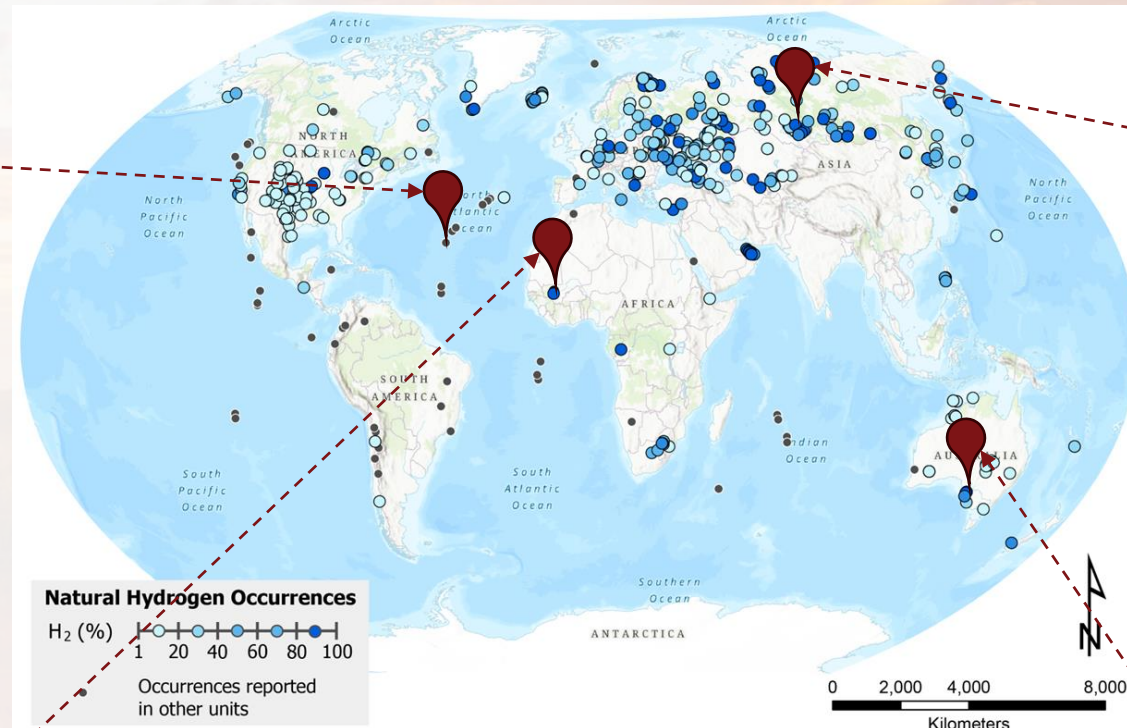 Arctic
Ocean
Arctic
Ocean
NORTH
AMERICA
ASIA
North
Pacific
Ocean
North
Atlantic
Ocean
North
Pacific
Ocean
AFRICA
SOUTH
AMERICA
Indian
Ocean
AUSTRALIA
South
Pacific
Ocean
South
Atlantic
Ocean
Southern
Ocean
ANTARCTICA
Natural Hydrogen Occurrences
H₂ (%)
1 20 40 60 80 100
Occurrences reported
in other units
N
0 2,000 4,000 8,000
Kilometers